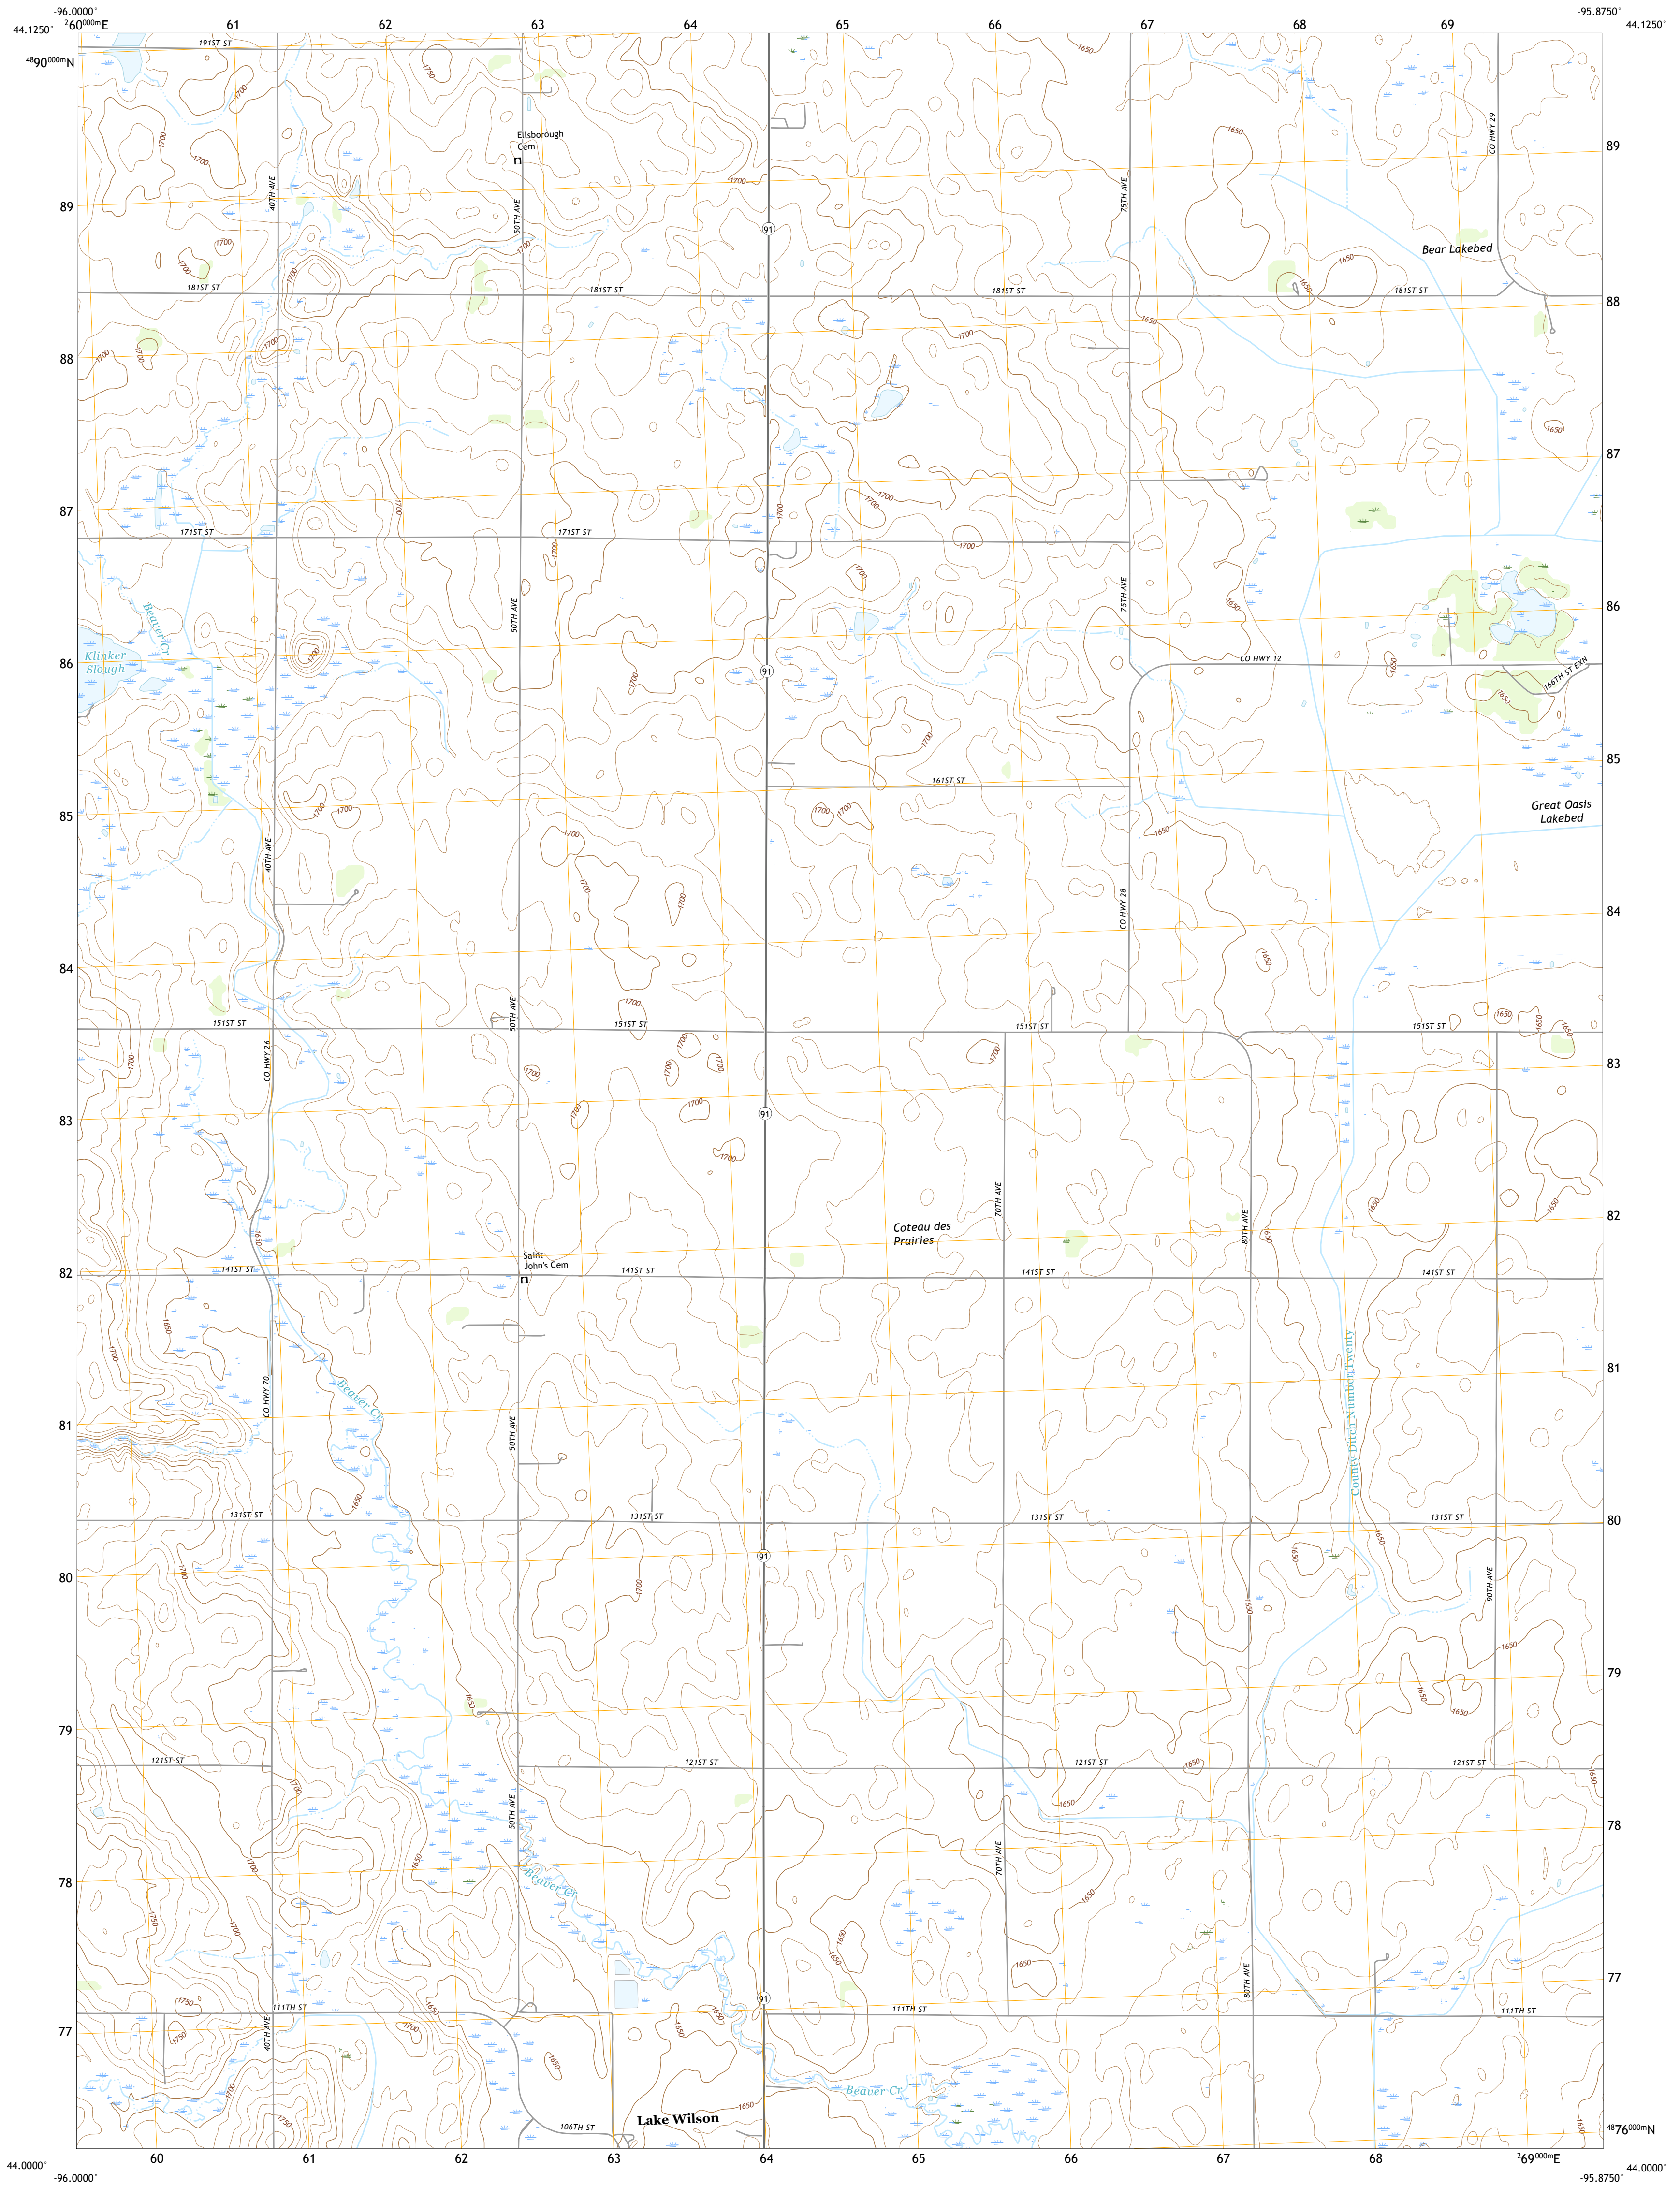 -96.0000°
-95.8750°
44.1250°
260000mE
61
62
63
64
65
66
67
68
69
44.1250°
4890000mN
191ST ST
1750
1700
1650
Ellsborough
Cem
CO HWY 29
89
40TH AVE
50TH AVE
75TH AVE
89
91
Bear Lakebed
181ST ST
181ST ST
181ST ST
181ST ST
88
88
1700
1650
87
87
171ST ST
171ST ST
50TH AVE
75TH AVE
86
Beaver Cr
Klinker
Slough
86
91
CO HWY 12
166TH ST EXN
85
161ST ST
85
Great Oasis
Lakebed
40TH AVE
CO HWY 28
84
84
50TH AVE
151ST ST
151ST ST
151ST ST
151ST ST
CO HWY 26
83
83
91
70TH AVE
80TH AVE
Coteau des
Prairies
82
Saint
John's Cem
141ST ST
141ST ST
141ST ST
141ST ST
82
81
County Ditch Number Twenty
Beaver Cr
CO HWY 70
50TH AVE
81
131ST ST
131ST ST
131ST ST
131ST ST
80
91
80
90TH AVE
79
79
121ST ST
121ST ST
121ST ST
121ST ST
50TH AVE
78
70TH AVE
78
Beaver Cr
77
80TH AVE
91
111TH ST
111TH ST
111TH ST
77
40TH AVE
Beaver Cr
106TH ST
Lake Wilson
4876000mN
60
61
62
63
64
65
66
67
68
269000mE
44.0000°
44.0000°
-96.0000°
-95.8750°